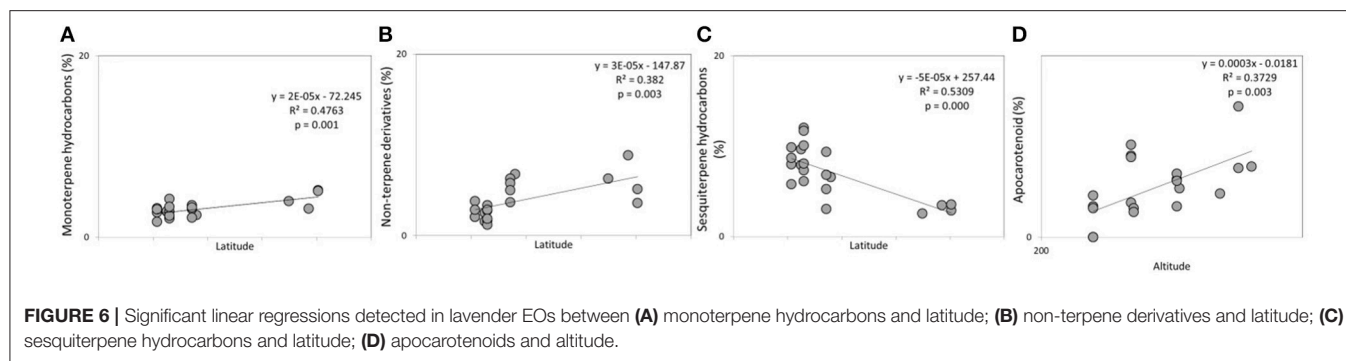 A
20
Monoterpene hydrocarbons (%)
y = 2E-05x - 72.245
R² = 0.4763
p = 0.001
0
Latitude
B
20
Non-terpene derivatives (%)
y = 3E-05x - 147.87
R² = 0.382
p = 0.003
0
Latitude
C
20
Sesquiterpene hydrocarbons
(%)
y = -5E-05x + 257.44
R² = 0.5309
p = 0.000
0
Latitude
D
Apocarotenoid (%)
y = 0.0003x - 0.0181
R² = 0.3729
p = 0.003
0
200
Altitude
FIGURE 6 | Significant linear regressions detected in lavender EOs between (A) monoterpene hydrocarbons and latitude; (B) non-terpene derivatives and latitude; (C)
sesquiterpene hydrocarbons and latitude; (D) apocarotenoids and altitude.